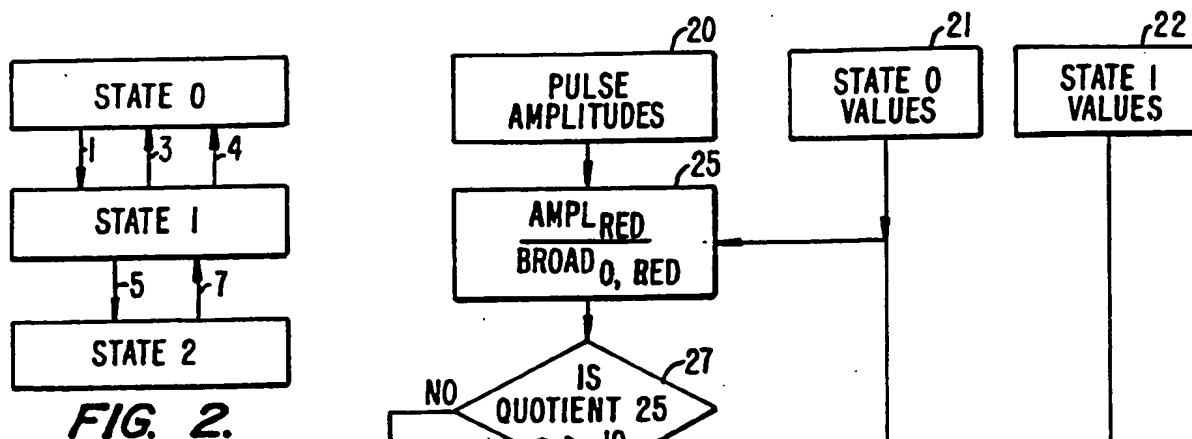 STATE 0
1 3 4
STATE 1
5 7
STATE 2
FIG. 2.
20
PULSE
AMPLITUDES
21
STATE 0
VALUES
22
STATE 1
VALUES
25
AMPL RED
BROAD 0, RED
27
NO
IS
QUOTIENT 25